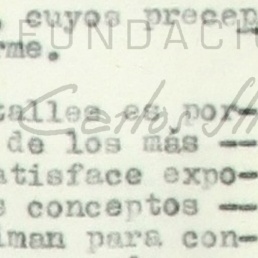 cuyos precep
FUNDACI
rme.
talles es por-
de los más --
atisface expo-
s conceptos --
iman para con-